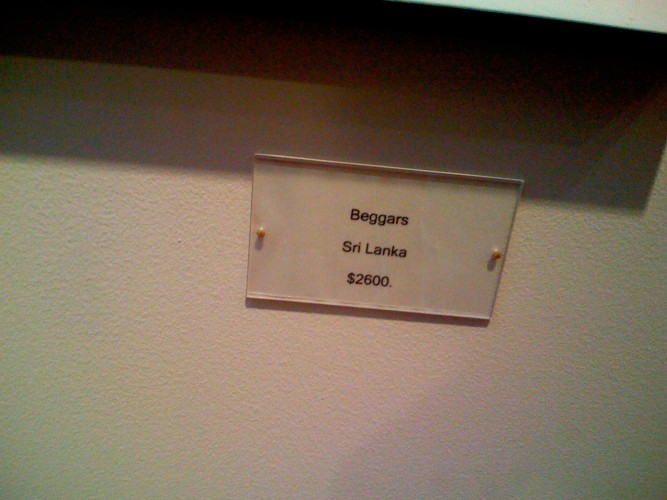 Beggars
Sri Lanka
$2600.